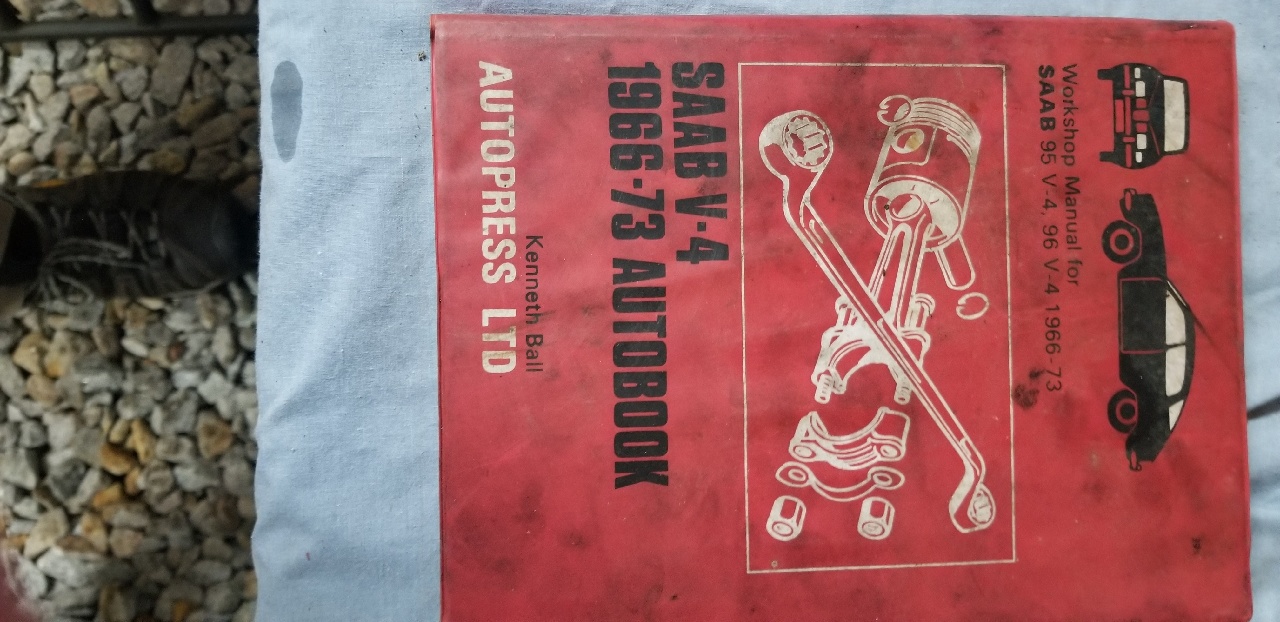 Workshop Manual for
SAAB 95 V-4, 96 V-4 1966-73
SAAB V-4
1966-73 AUTOBOOK
Kenneth Ball
AUTOPRESS LTD